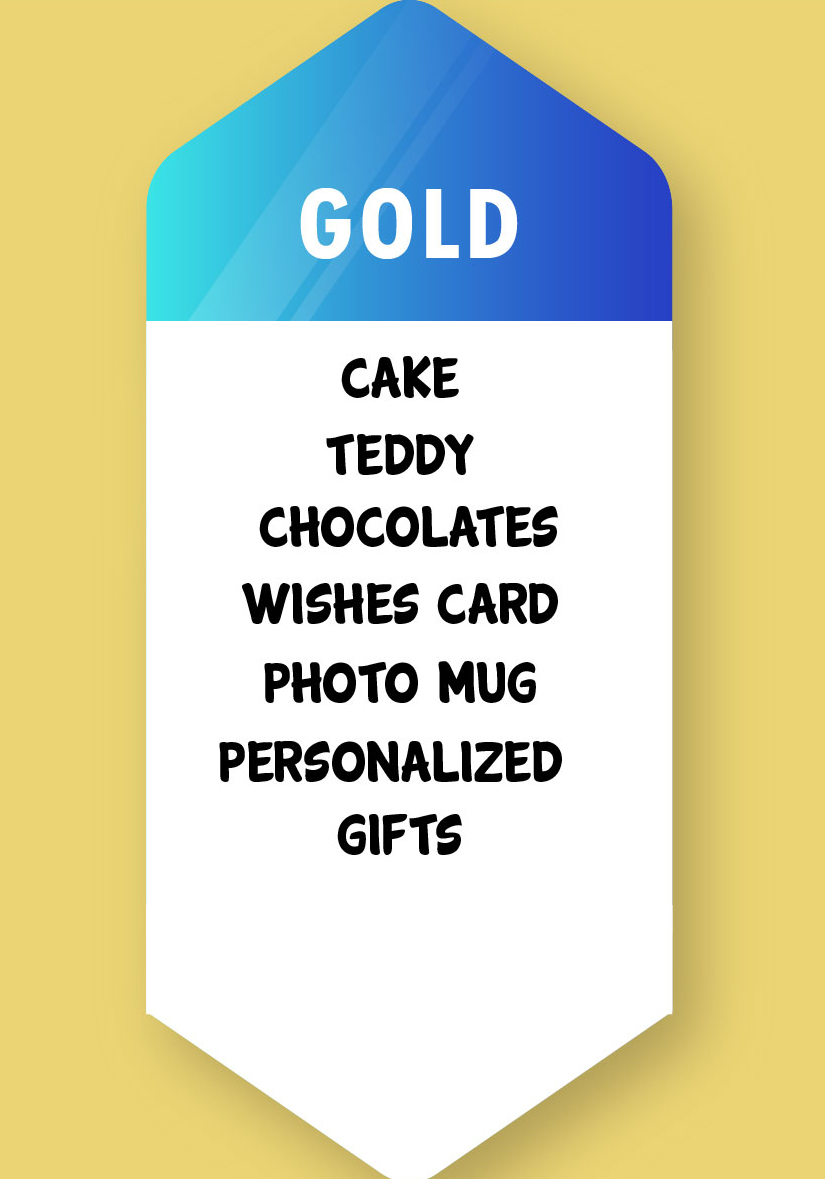 GOLD
CAKE
TEDDY
CHOCOLATES
WISHES CARD
PHOTO MUG
PERSONALIZED
GIFTS